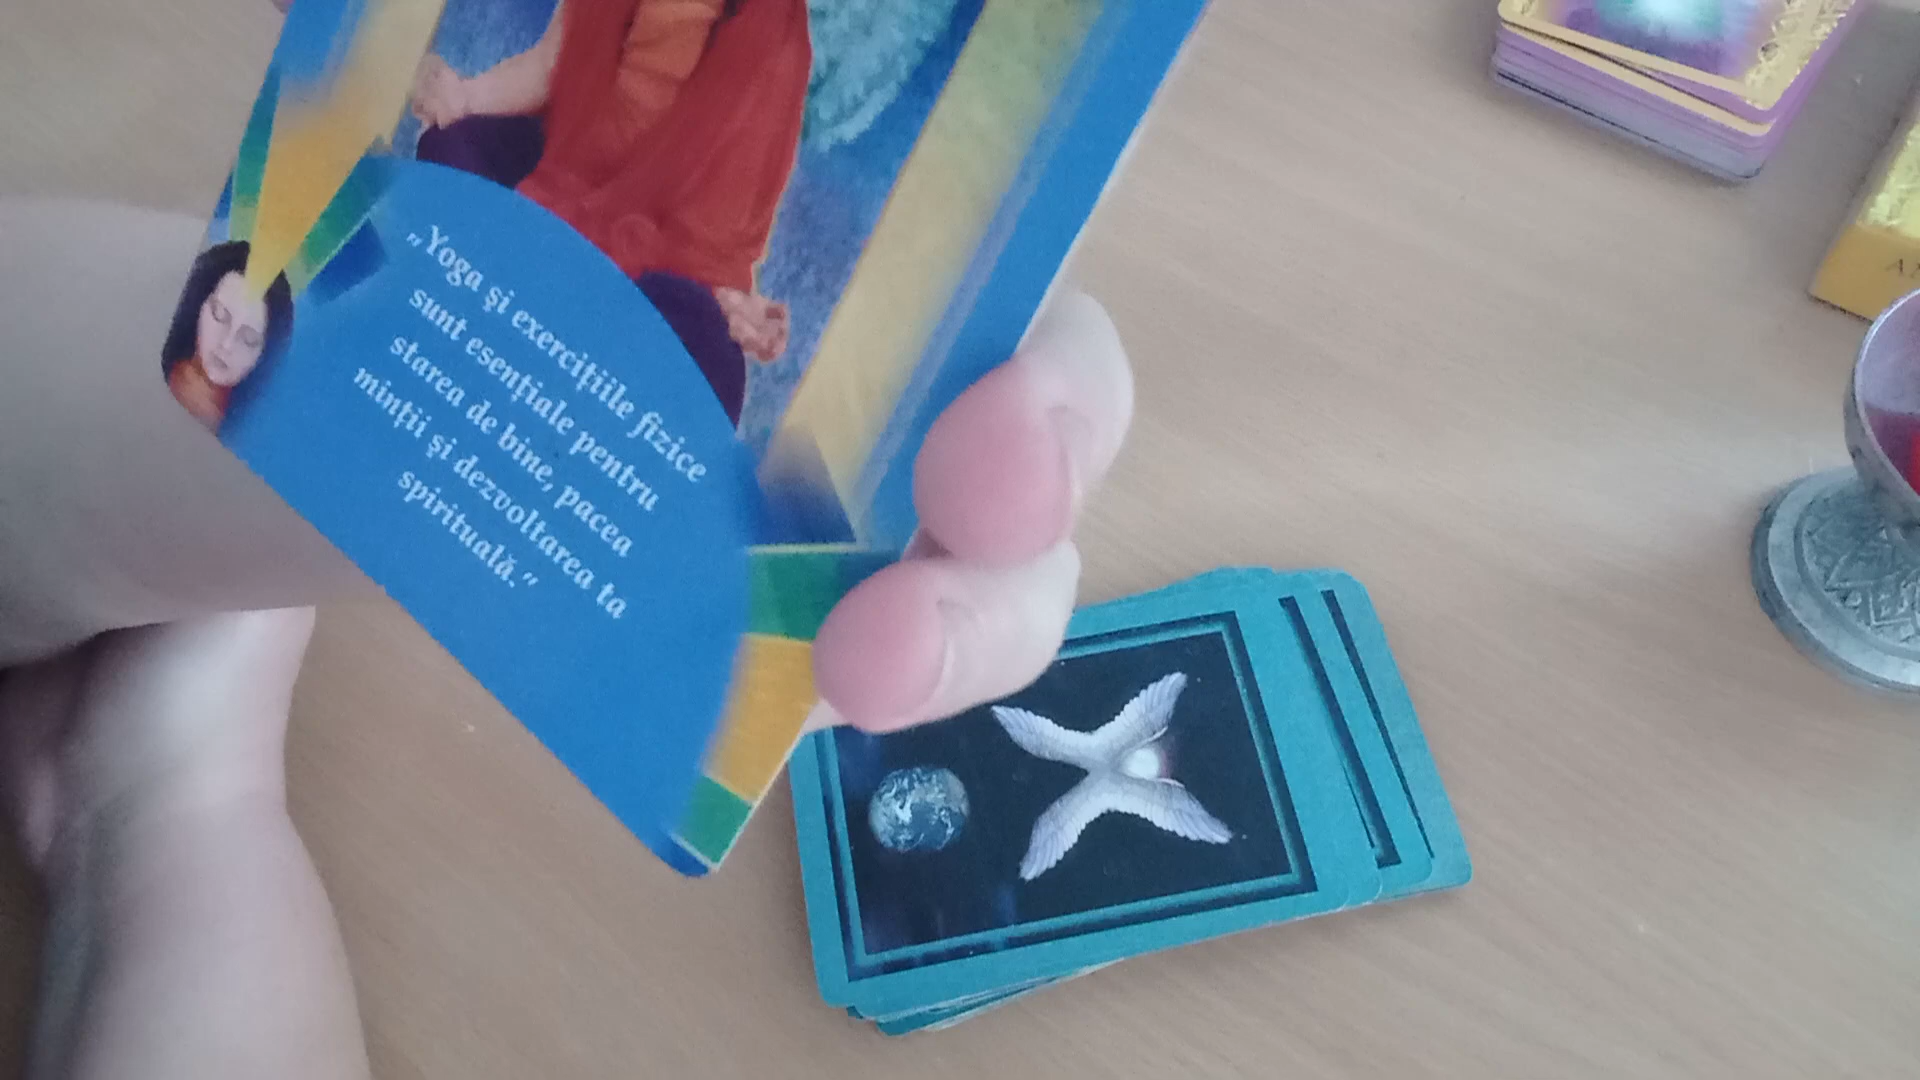 „Yoga și exercițiile fizice
sunt esențiale pentru
starea de bine, pacea
minții și dezvoltarea ta
spirituală.”